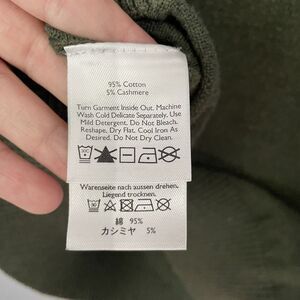 95% Cotton
5% Cashmere
Turn Garment Inside Out. Machine
Wash Cold Delicate Separately. Use
Mild Detergent. Do Not Bleach.
Reshape, Dry Flat. Cool Iron As
Desired. Do Not Dry Clean.
Warenseite nach aussen drehen.
Liegend trocknen.
綿 95%
カシミヤ 5%